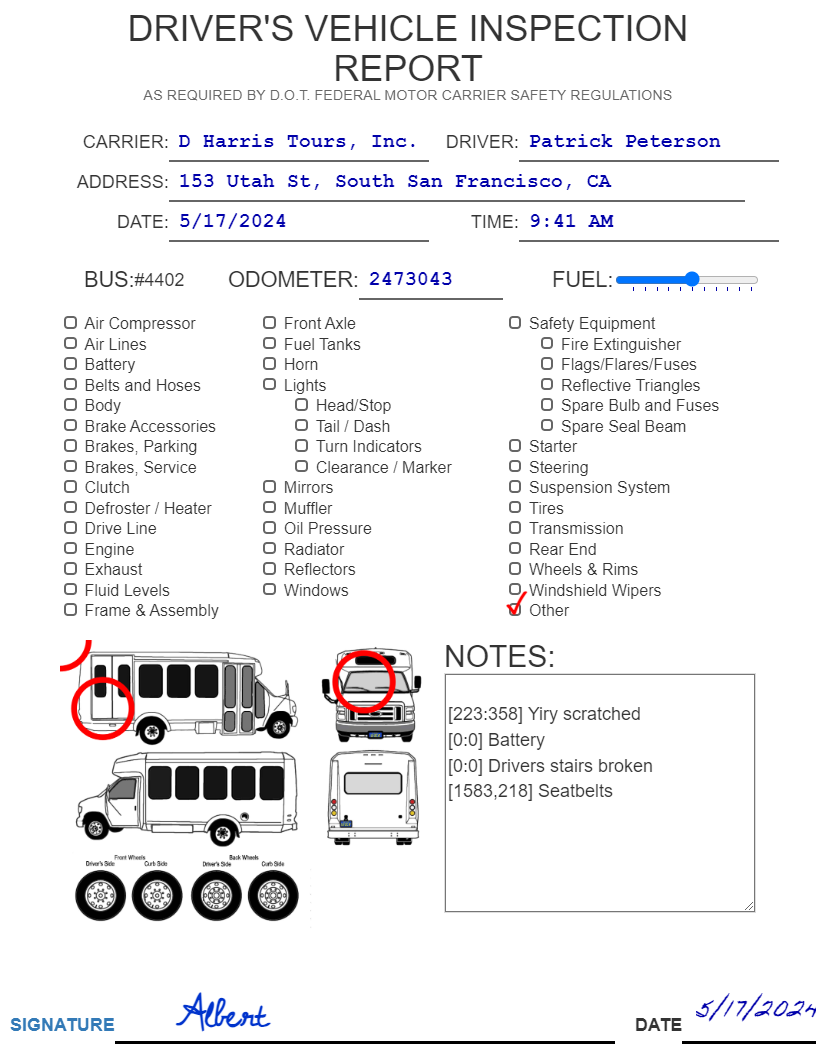 DRIVER'S VEHICLE INSPECTION
REPORT
AS REQUIRED BY D.O.T. FEDERAL MOTOR CARRIER SAFETY REGULATIONS
CARRIER: D Harris Tours, Inc. DRIVER: Patrick Peterson
ADDRESS: 153 Utah St, South San Francisco, CA
DATE: 5/17/2024 TIME: 9:41 AM
BUS:#4402 ODOMETER: 2473043 FUEL:
Air Compressor
Air Lines
Battery
Belts and Hoses
Body
Brake Accessories
Brakes, Parking
Brakes, Service
Clutch
Defroster / Heater
Drive Line
Engine
Exhaust
Fluid Levels
Frame & Assembly
Front Axle
Fuel Tanks
Horn
Lights
Head/Stop
Tail / Dash
Turn Indicators
Clearance / Marker
Mirrors
Muffler
Oil Pressure
Radiator
Reflectors
Windows
Safety Equipment
Fire Extinguisher
Flags/Flares/Fuses
Reflective Triangles
Spare Bulb and Fuses
Spare Seal Beam
Starter
Steering
Suspension System
Tires
Transmission
Rear End
Wheels & Rims
Windshield Wipers
Other
Front Wheels Back Wheels
Driver's Side Curb Side Driver's Side Curb Side
NOTES:
[223:358] Yiry scratched
[0:0] Battery
[0:0] Drivers stairs broken
[1583,218] Seatbelts
SIGNATURE Albert DATE 5/17/2024